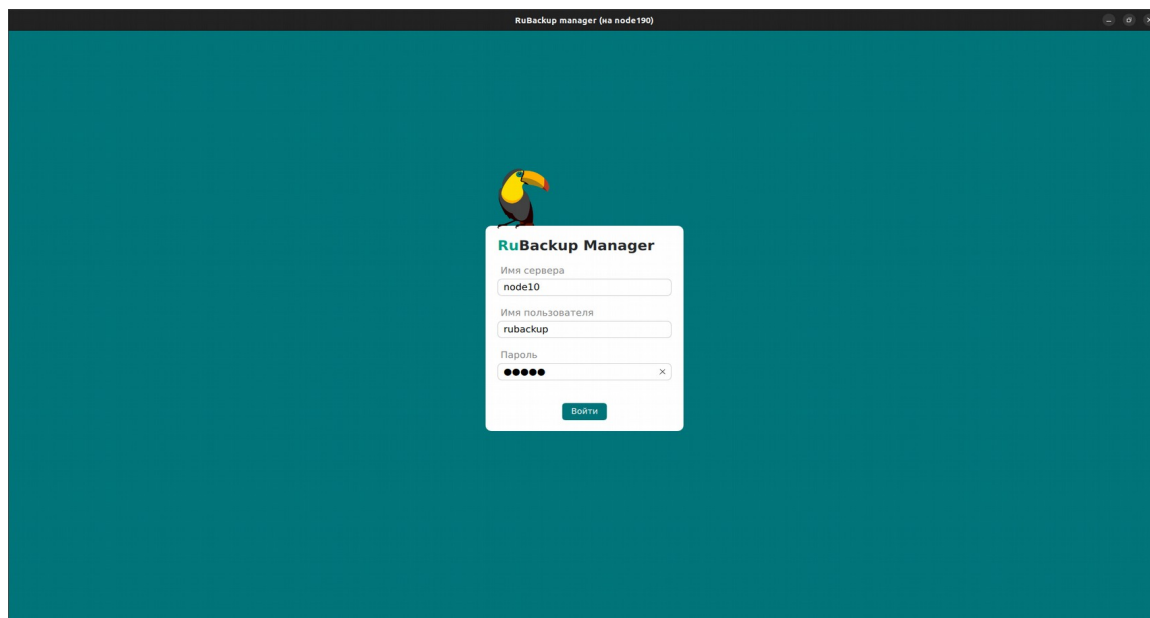 RuBackup manager (на node190)
RuBackup Manager
Имя сервера
node10
Имя пользователя
rubackup
Пароль
●●●●●
Войти